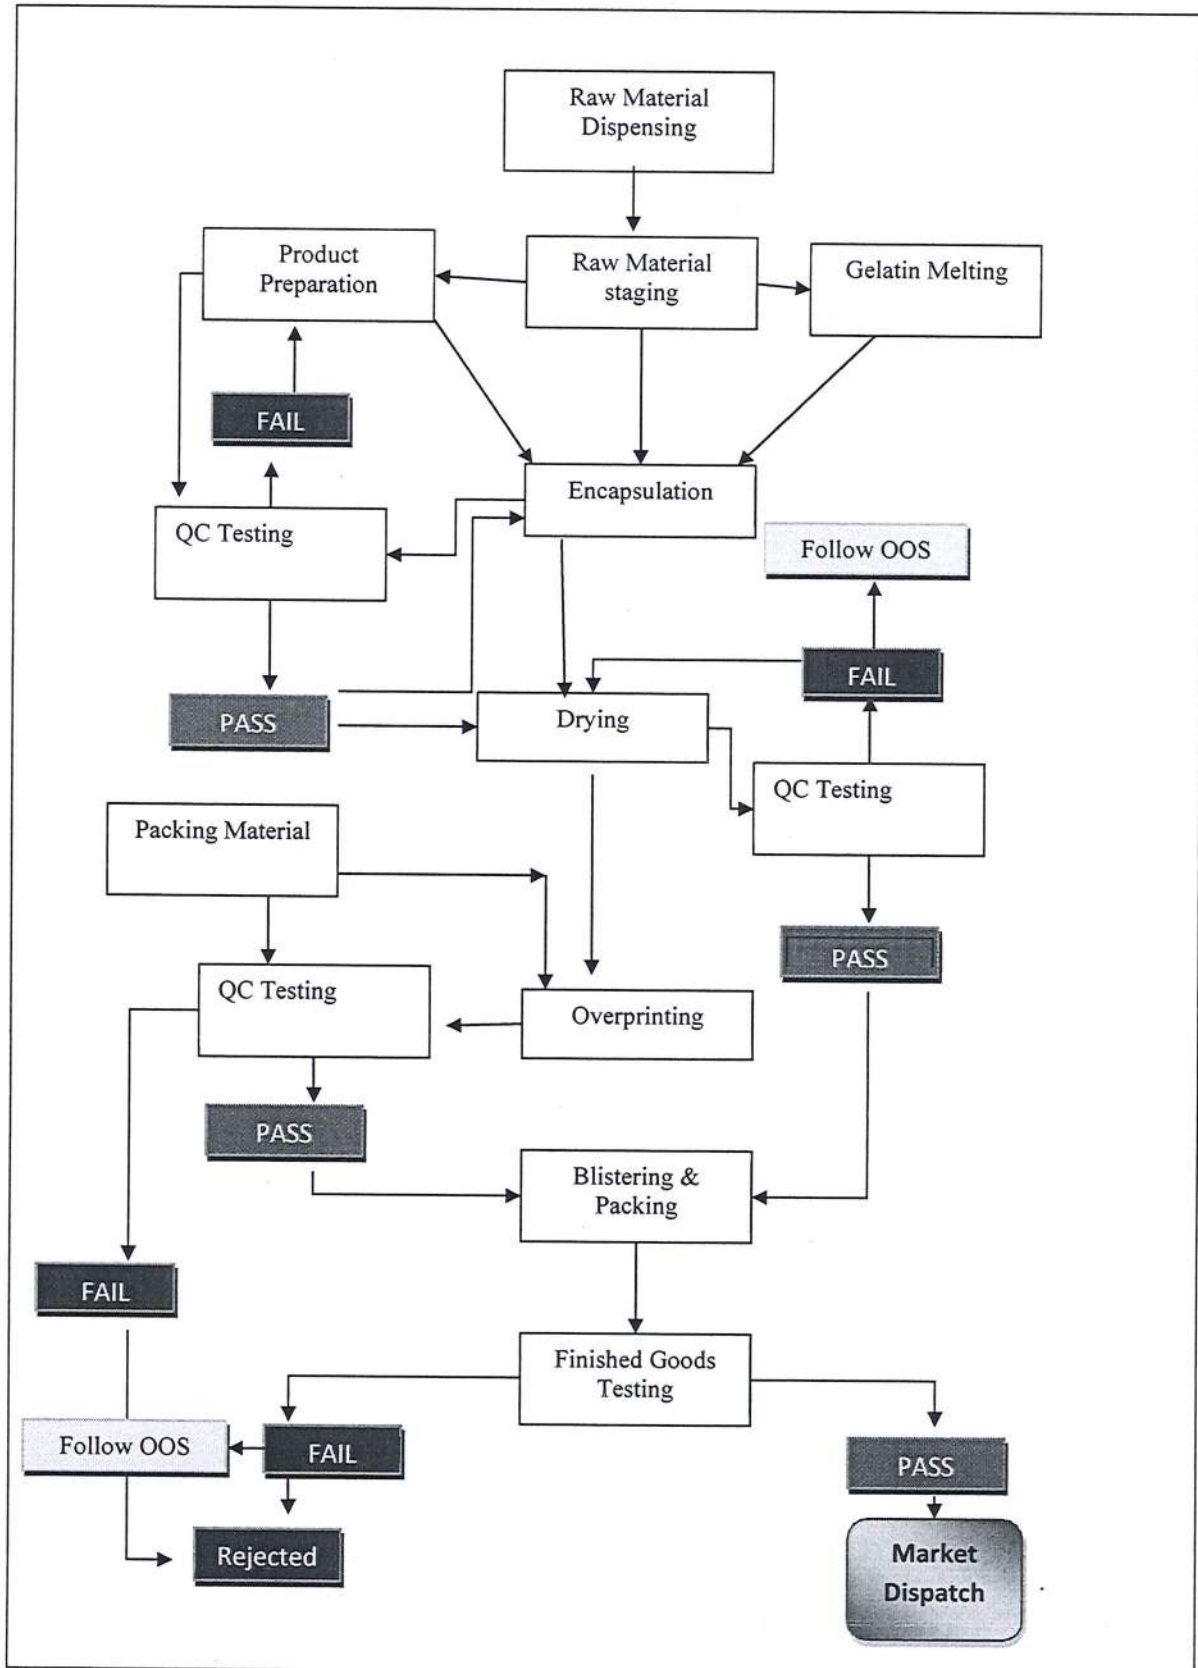 Raw Material
Dispensing
Product
Preparation
Raw Material
staging
Gelatin Melting
FAIL
Encapsulation
QC Testing
Follow OOS
FAIL
PASS
Drying
QC Testing
Packing Material
PASS
QC Testing
Overprinting
PASS
Blistering &
Packing
FAIL
Finished Goods
Testing
Follow OOS
FAIL
PASS
Rejected
Market
Dispatch